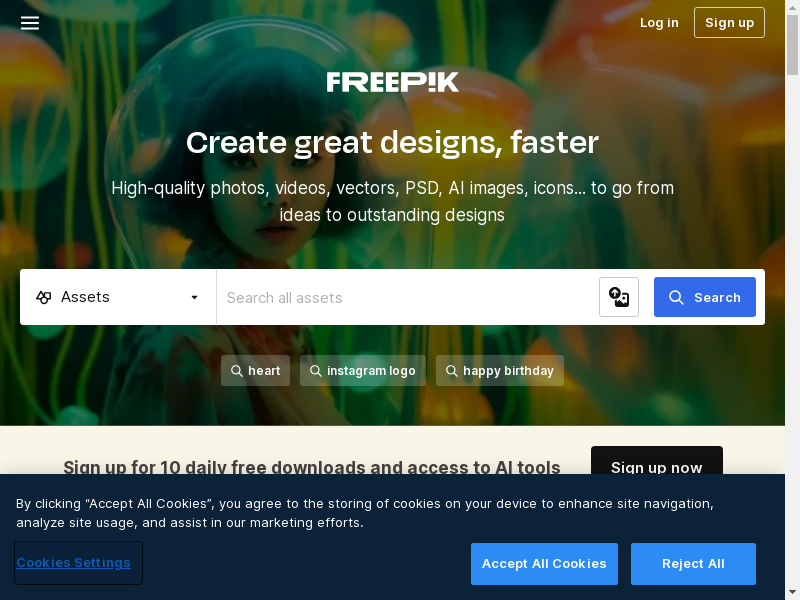 Log in
Sign up
FREEPIK
Create great designs, faster
High-quality photos, videos, vectors, PSD, AI images, icons... to go from
ideas to outstanding designs
Assets
Search all assets
Search
heart
instagram logo
happy birthday
Sign up for 10 daily free downloads and access to AI tools
Sign up now
By clicking “Accept All Cookies”, you agree to the storing of cookies on your device to enhance site navigation,
analyze site usage, and assist in our marketing efforts.
Cookies Settings
Accept All Cookies
Reject All